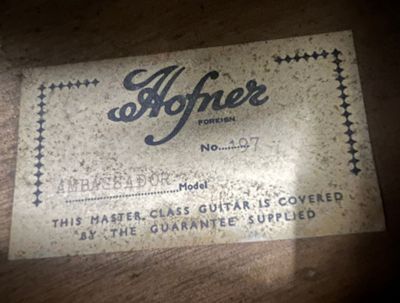 Hofner
FOREIGN
No..........197
AMBASSADOR
.........................Model
THIS MASTER CLASS GUITAR IS COVERED
BY THE GUARANTEE SUPPLIED